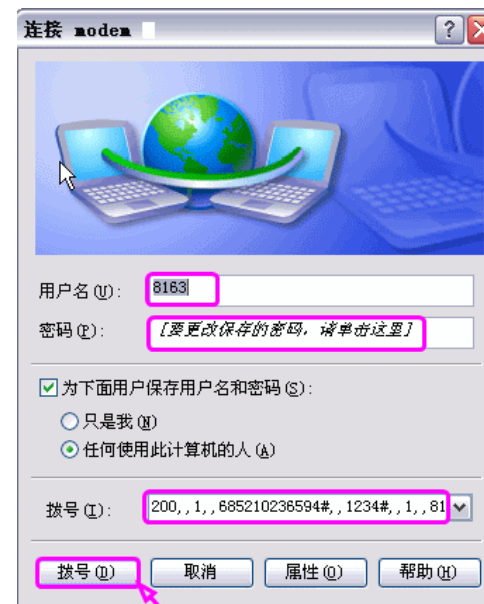 连接 modem
用户名(U):
8163
密码(P):
[要更改保存的密码，请单击这里]
为下面用户保存用户名和密码(S):
只是我(N)
任何使用此计算机的人(A)
拨号(I):
200,,1,,685210236594#,,1234#,,1,,81
拨号(D)
取消
属性(O)
帮助(H)